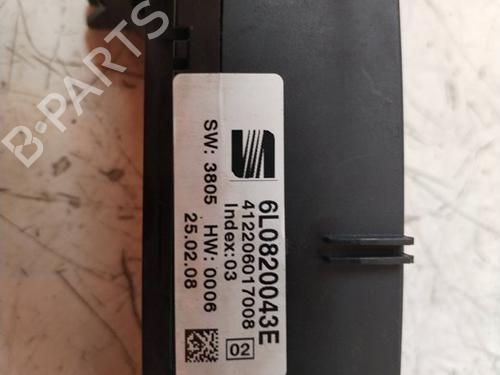 B-PARTS
6L0820043E
412206017008
Index: 03
SW: 3805 HW: 0006
25.02.08
02